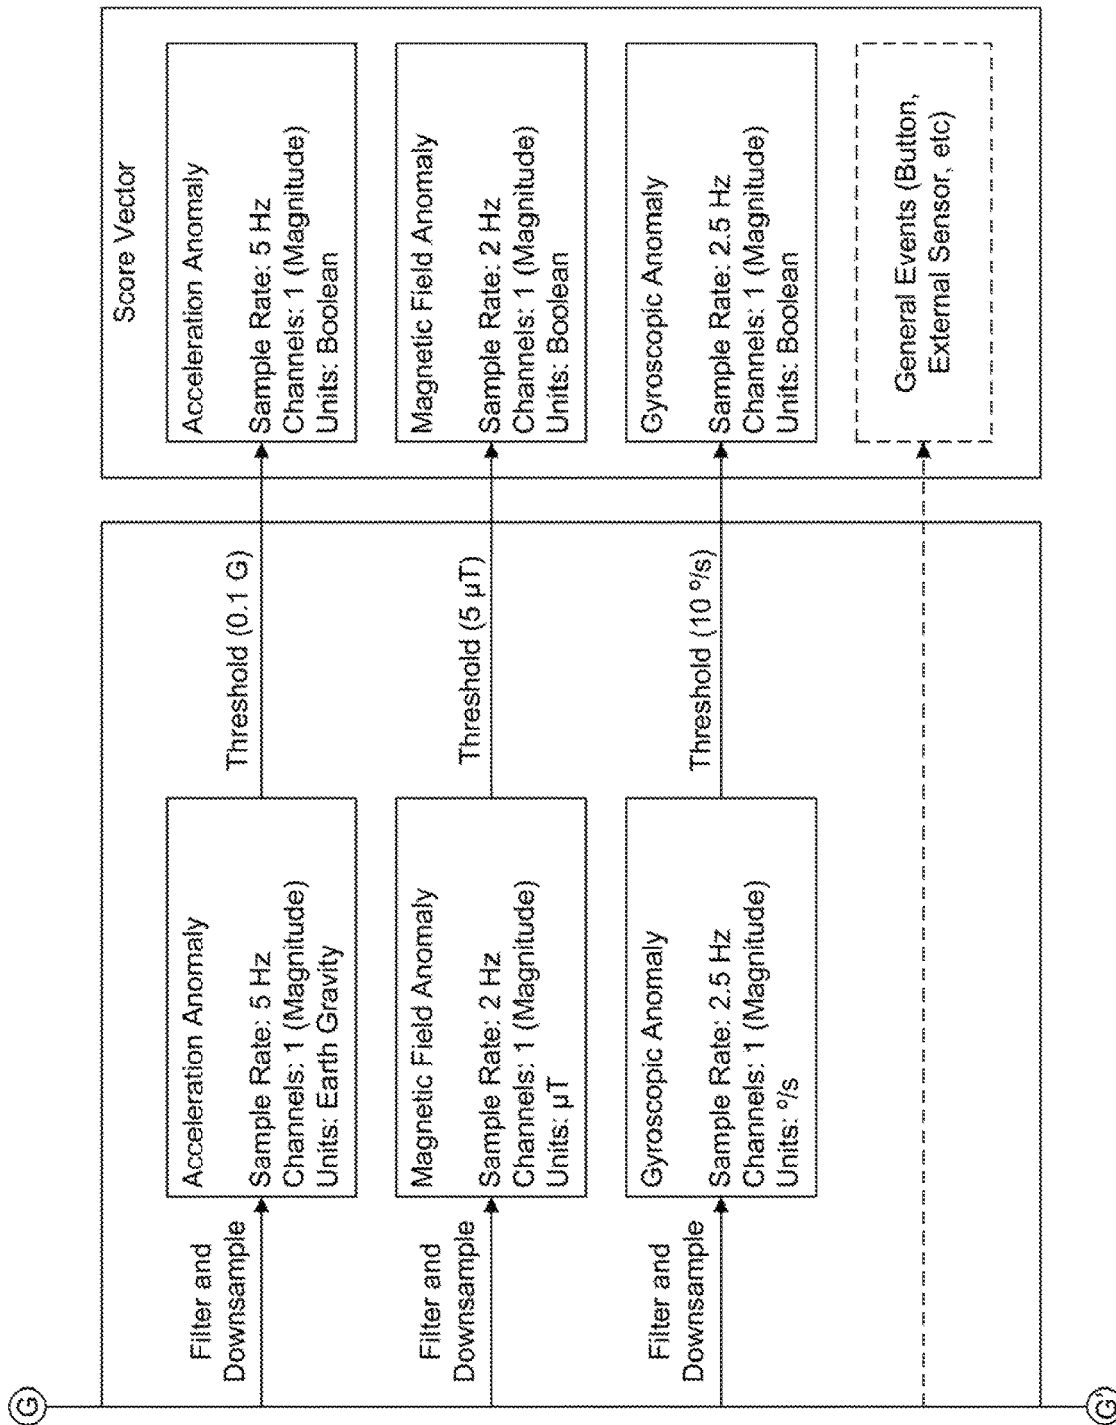 G
Filter and
Downsample
Acceleration Anomaly
Sample Rate: 5 Hz
Channels: 1 (Magnitude)
Units: Earth Gravity
Threshold (0.1 G)
Filter and
Downsample
Magnetic Field Anomaly
Sample Rate: 2 Hz
Channels: 1 (Magnitude)
Units: µT
Threshold (5 µT)
Filter and
Downsample
Gyroscopic Anomaly
Sample Rate: 2.5 Hz
Channels: 1 (Magnitude)
Units: º/s
Threshold (10 º/s)
Score Vector
Acceleration Anomaly
Sample Rate: 5 Hz
Channels: 1 (Magnitude)
Units: Boolean
Magnetic Field Anomaly
Sample Rate: 2 Hz
Channels: 1 (Magnitude)
Units: Boolean
Gyroscopic Anomaly
Sample Rate: 2.5 Hz
Channels: 1 (Magnitude)
Units: Boolean
General Events (Button,
External Sensor, etc)
G'